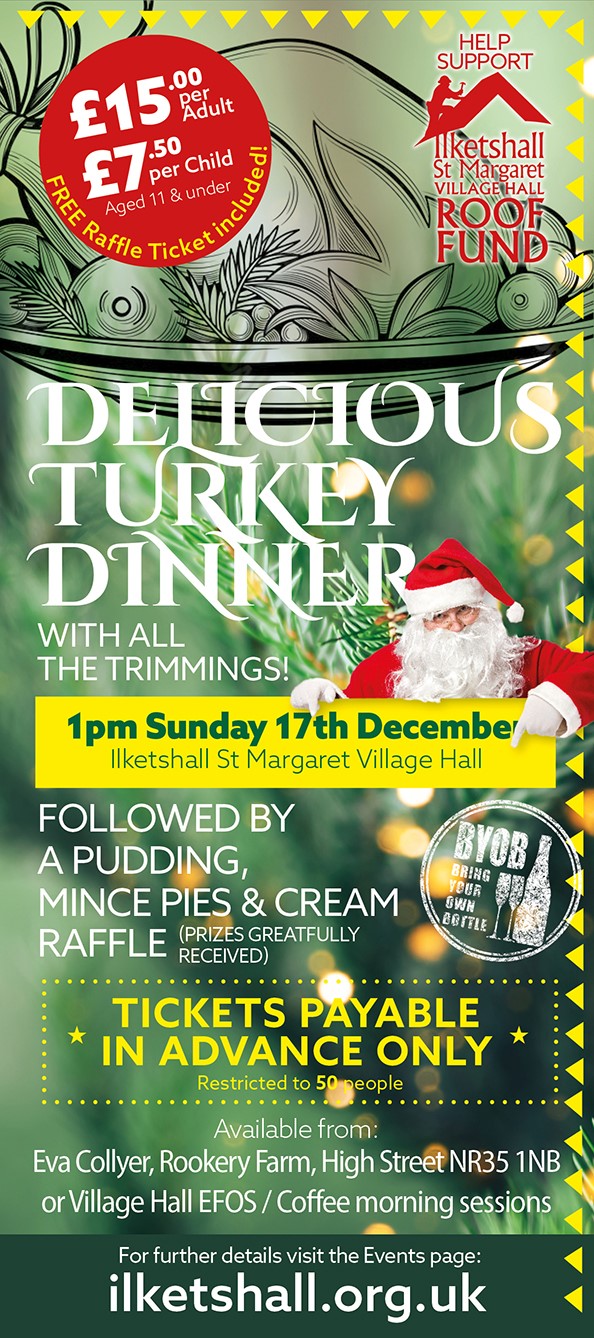 £15.00 per Adult
£7.50 per Child
Aged 11 & under
FREE Raffle Ticket included!
HELP
SUPPORT
Ilketshall
St Margaret
VILLAGE HALL
ROOF
FUND
DELICIOUS
TURKEY
DINNER
WITH ALL
THE TRIMMINGS!
1pm Sunday 17th December
Ilketshall St Margaret Village Hall
FOLLOWED BY
A PUDDING,
MINCE PIES & CREAM
RAFFLE (PRIZES GREATFULLY
RECEIVED)
BYOB
BRING
YOUR
OWN
BOTTLE
TICKETS PAYABLE
IN ADVANCE ONLY
Restricted to 50 people
Available from:
Eva Collyer, Rookery Farm, High Street NR35 1NB
or Village Hall EFOS / Coffee morning sessions
For further details visit the Events page:
ilketshall.org.uk